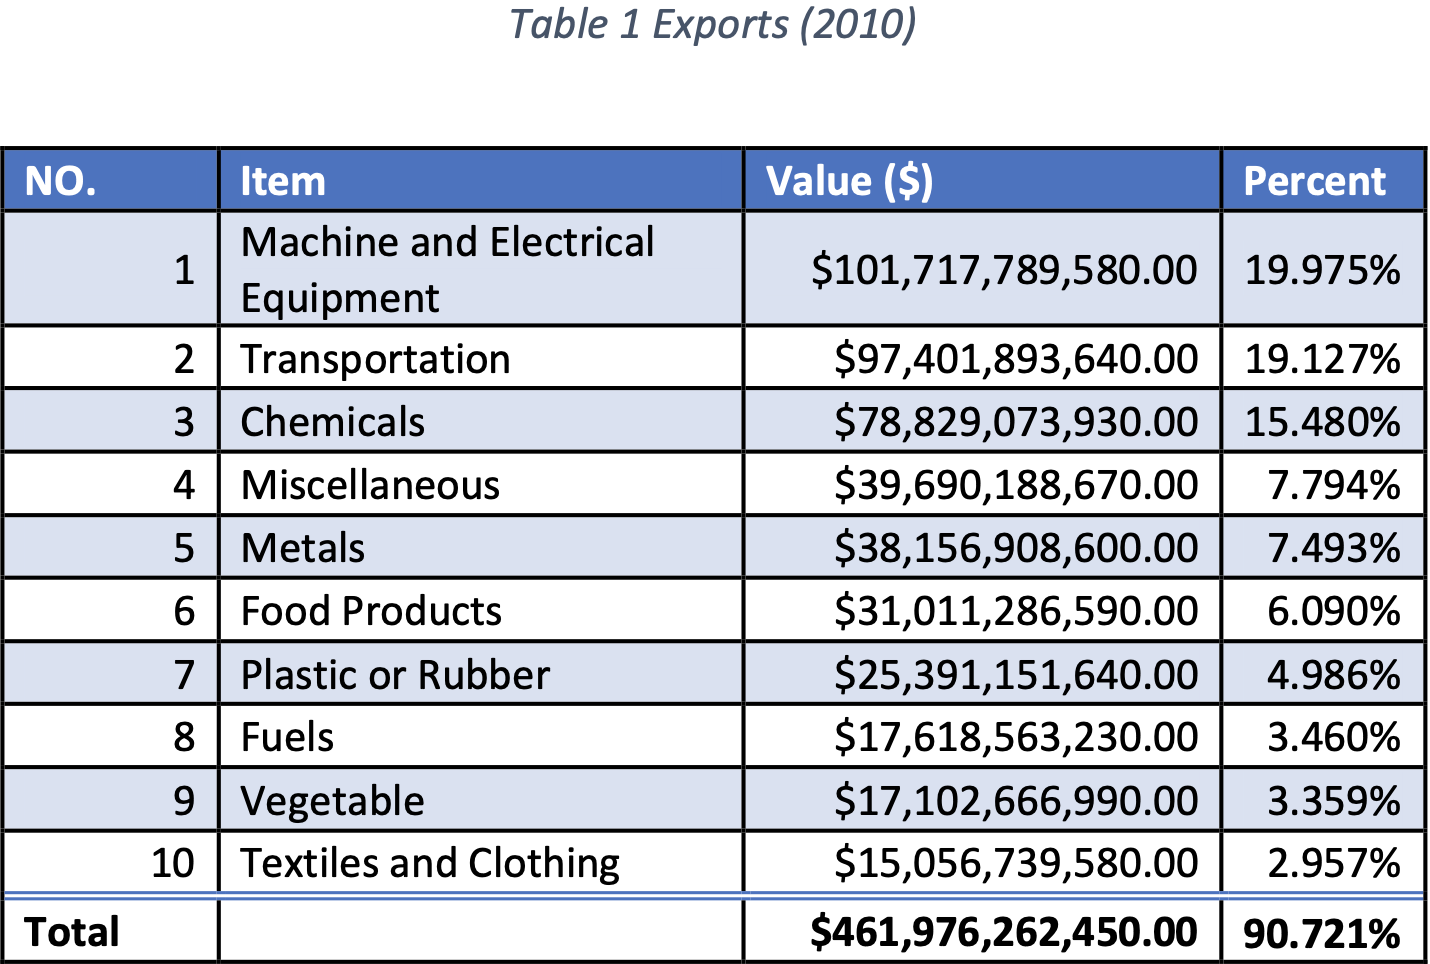 Table 1 Exports (2010)
NO. Item Value ($) Percent
1 Machine and Electrical Equipment $101,717,789,580.00 19.975%
2 Transportation $97,401,893,640.00 19.127%
3 Chemicals $78,829,073,930.00 15.480%
4 Miscellaneous $39,690,188,670.00 7.794%
5 Metals $38,156,908,600.00 7.493%
6 Food Products $31,011,286,590.00 6.090%
7 Plastic or Rubber $25,391,151,640.00 4.986%
8 Fuels $17,618,563,230.00 3.460%
9 Vegetable $17,102,666,990.00 3.359%
10 Textiles and Clothing $15,056,739,580.00 2.957%
Total $461,976,262,450.00 90.721%